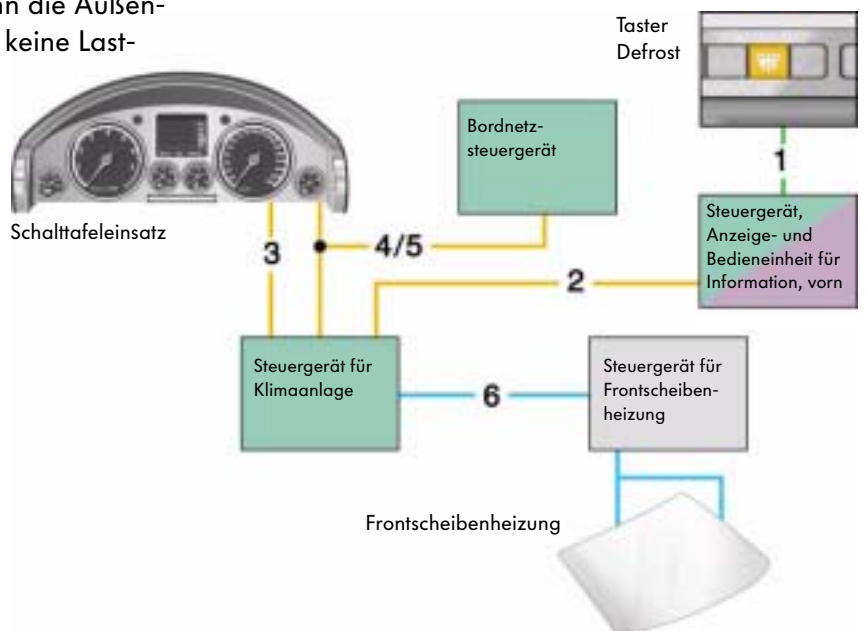 nn die Außen-
keine Last-
Taster
Defrost
Bordnetz-
steuergerät
1
Steuergerät,
Anzeige- und
Bedieneinheit für
Information, vorn
Schalttafeleinsatz
3
4/5
2
Steuergerät für
Klimaanlage
6
Steuergerät für
Frontscheiben-
heizung
Frontscheibenheizung